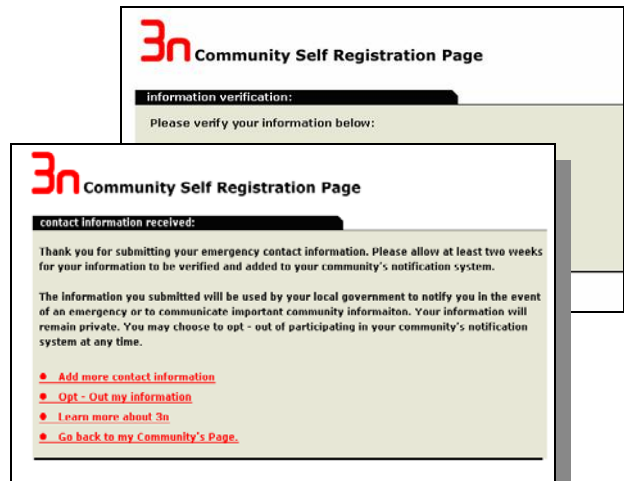 3n Community Self Registration Page
information verification:
Please verify your information below:
3n Community Self Registration Page
contact information received:
Thank you for submitting your emergency contact information. Please allow at least two weeks
for your information to be verified and added to your community's notification system.
The information you submitted will be used by your local government to notify you in the event
of an emergency or to communicate important community informaiton. Your information will
remain private. You may choose to opt - out of participating in your community's notification
system at any time.
Add more contact information
Opt - Out my information
Learn more about 3n
Go back to my Community's Page.